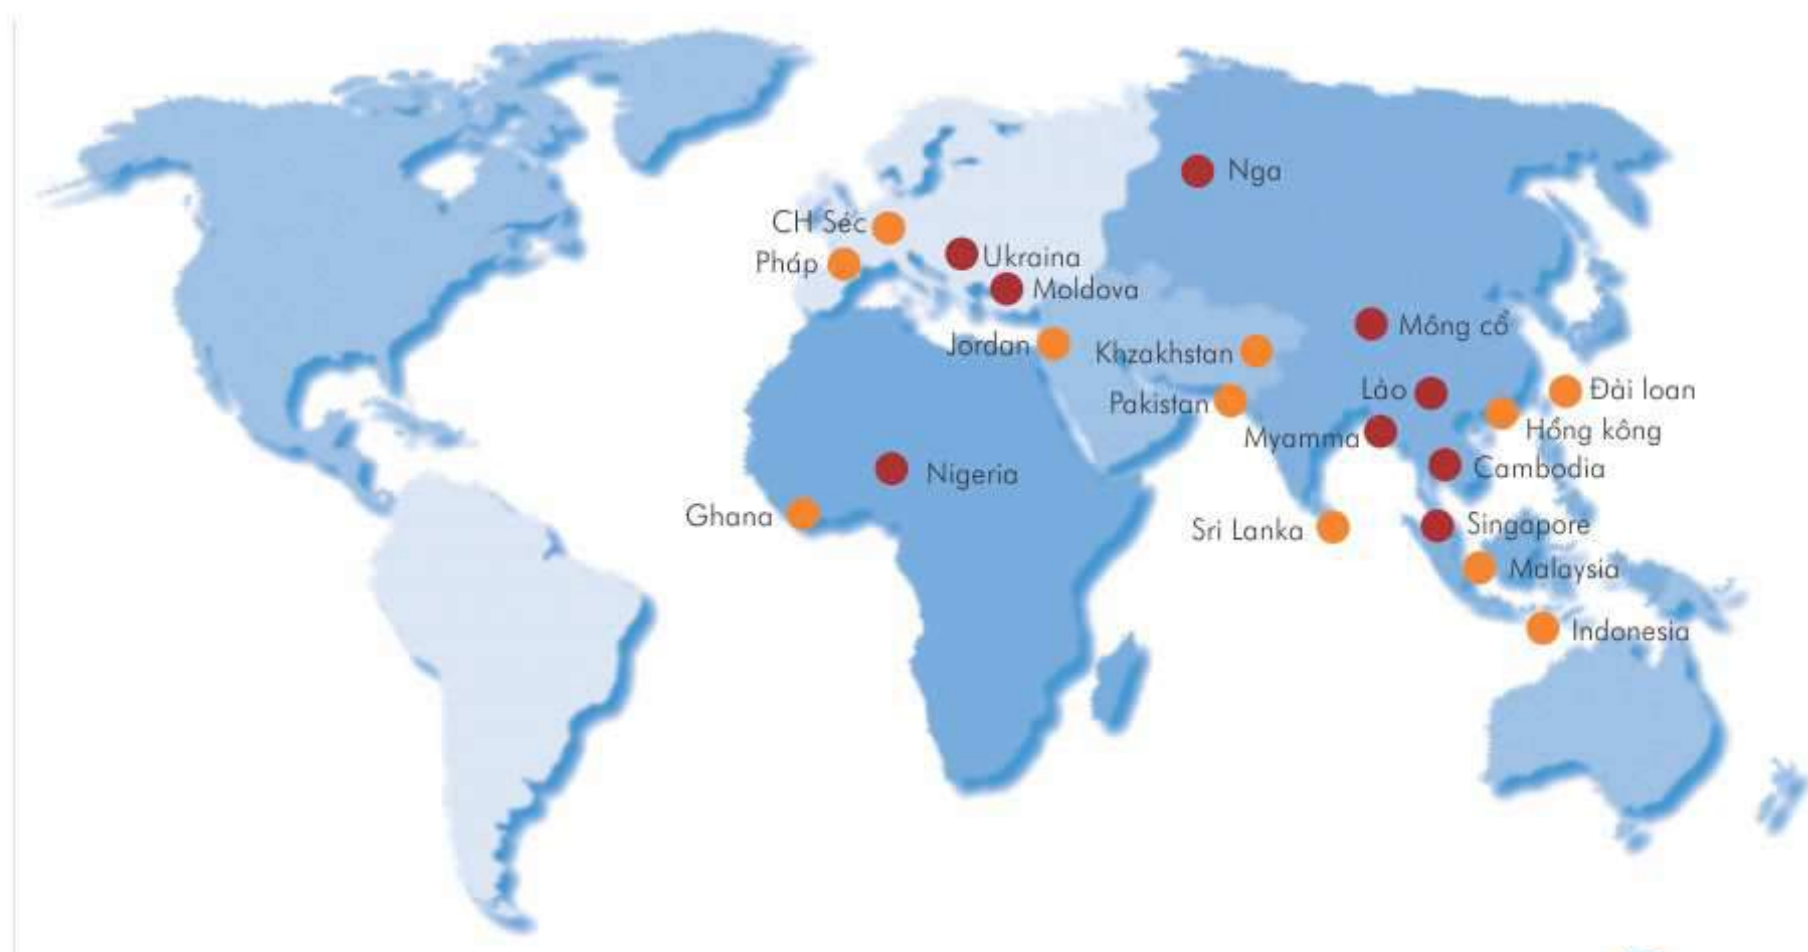 Nga
CH Séc
Pháp
Ukraina
Moldova
Mông cổ
Jordan
Khzakhstan
Lào
Đài loan
Pakistan
Hồng kông
Myamma
Cambodia
Nigeria
Ghana
Sri Lanka
Singapore
Malaysia
Indonesia